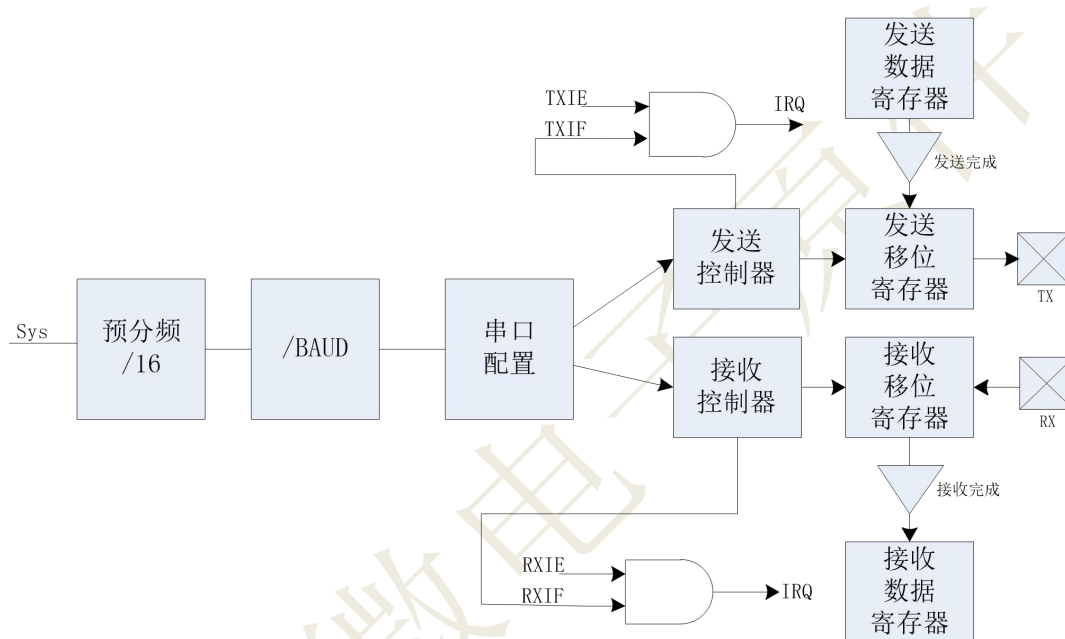 发送
数据
寄存器
TXIE
IRQ
TXIF
发送完成
发送
控制器
发送
移位
寄存器
TX
Sys
预分频
/16
/BAUD
串口
配置
接收
控制器
接收
移位
寄存器
RX
接收完成
RXIE
RXIF
IRQ
接收
数据
寄存器
微电子